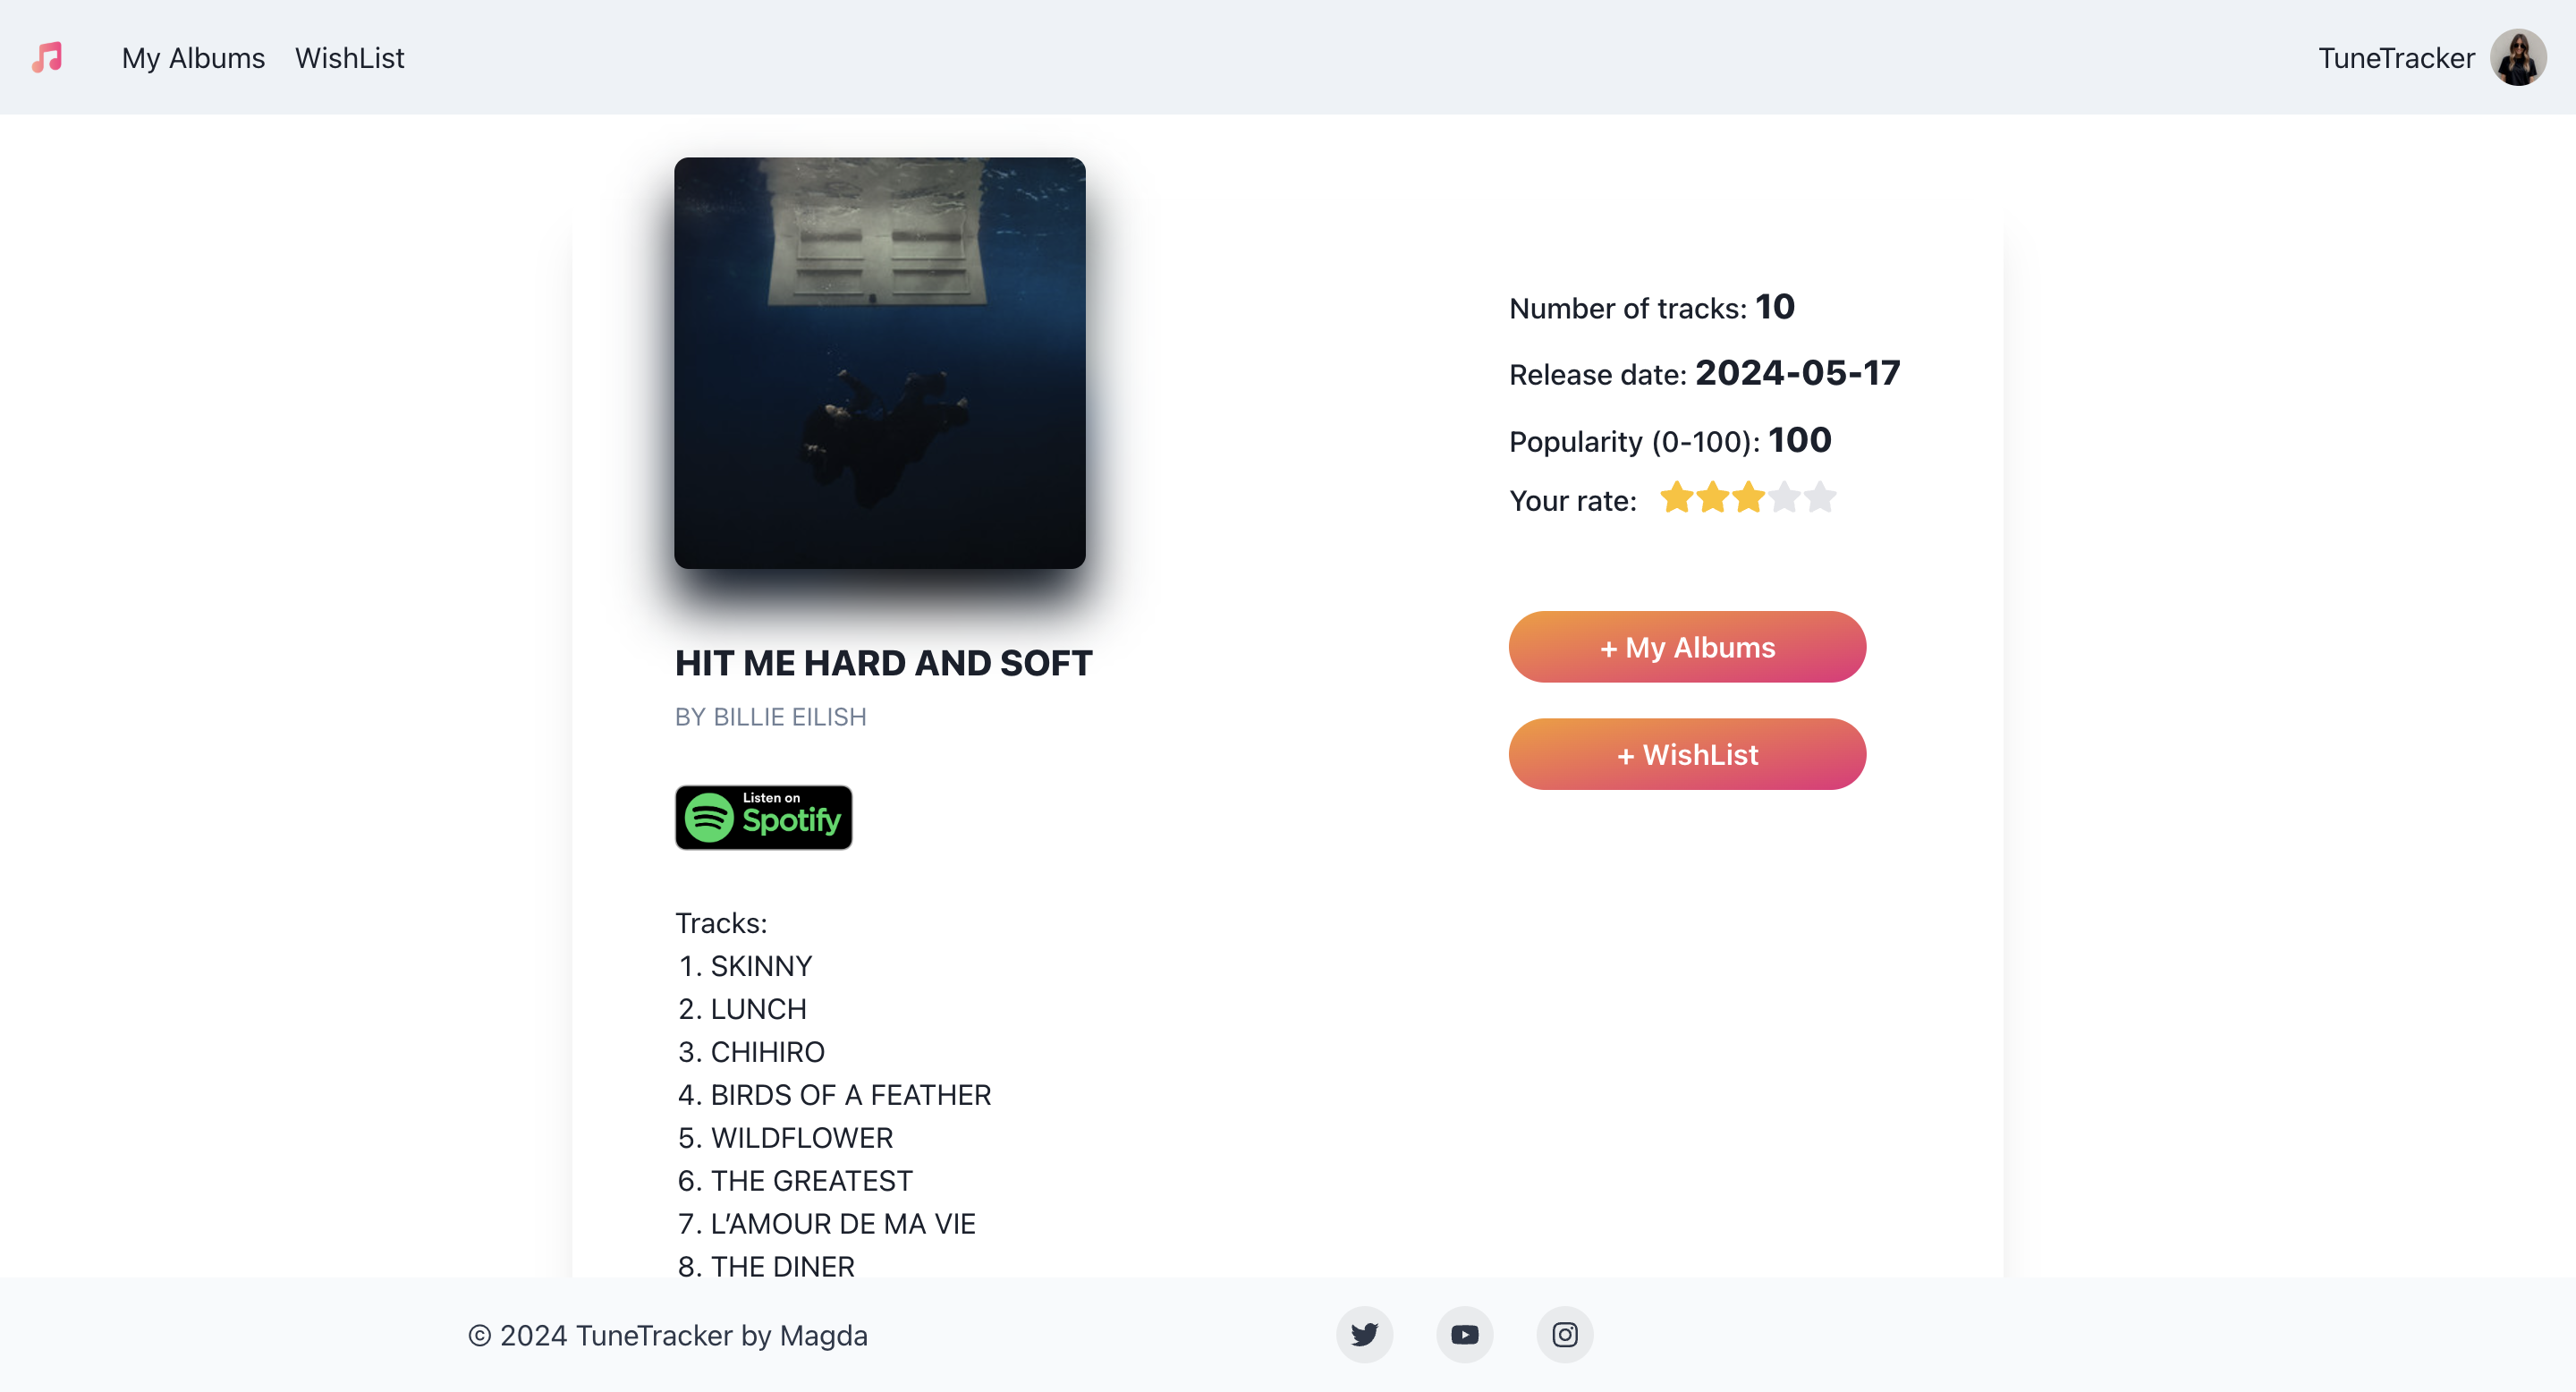 My Albums WishList TuneTracker
HIT ME HARD AND SOFT
BY BILLIE EILISH
Listen on
Spotify
Tracks:
1. SKINNY
2. LUNCH
3. CHIHIRO
4. BIRDS OF A FEATHER
5. WILDFLOWER
6. THE GREATEST
7. L’AMOUR DE MA VIE
8. THE DINER
Number of tracks: 10
Release date: 2024-05-17
Popularity (0-100): 100
Your rate:
+ My Albums
+ WishList
© 2024 TuneTracker by Magda